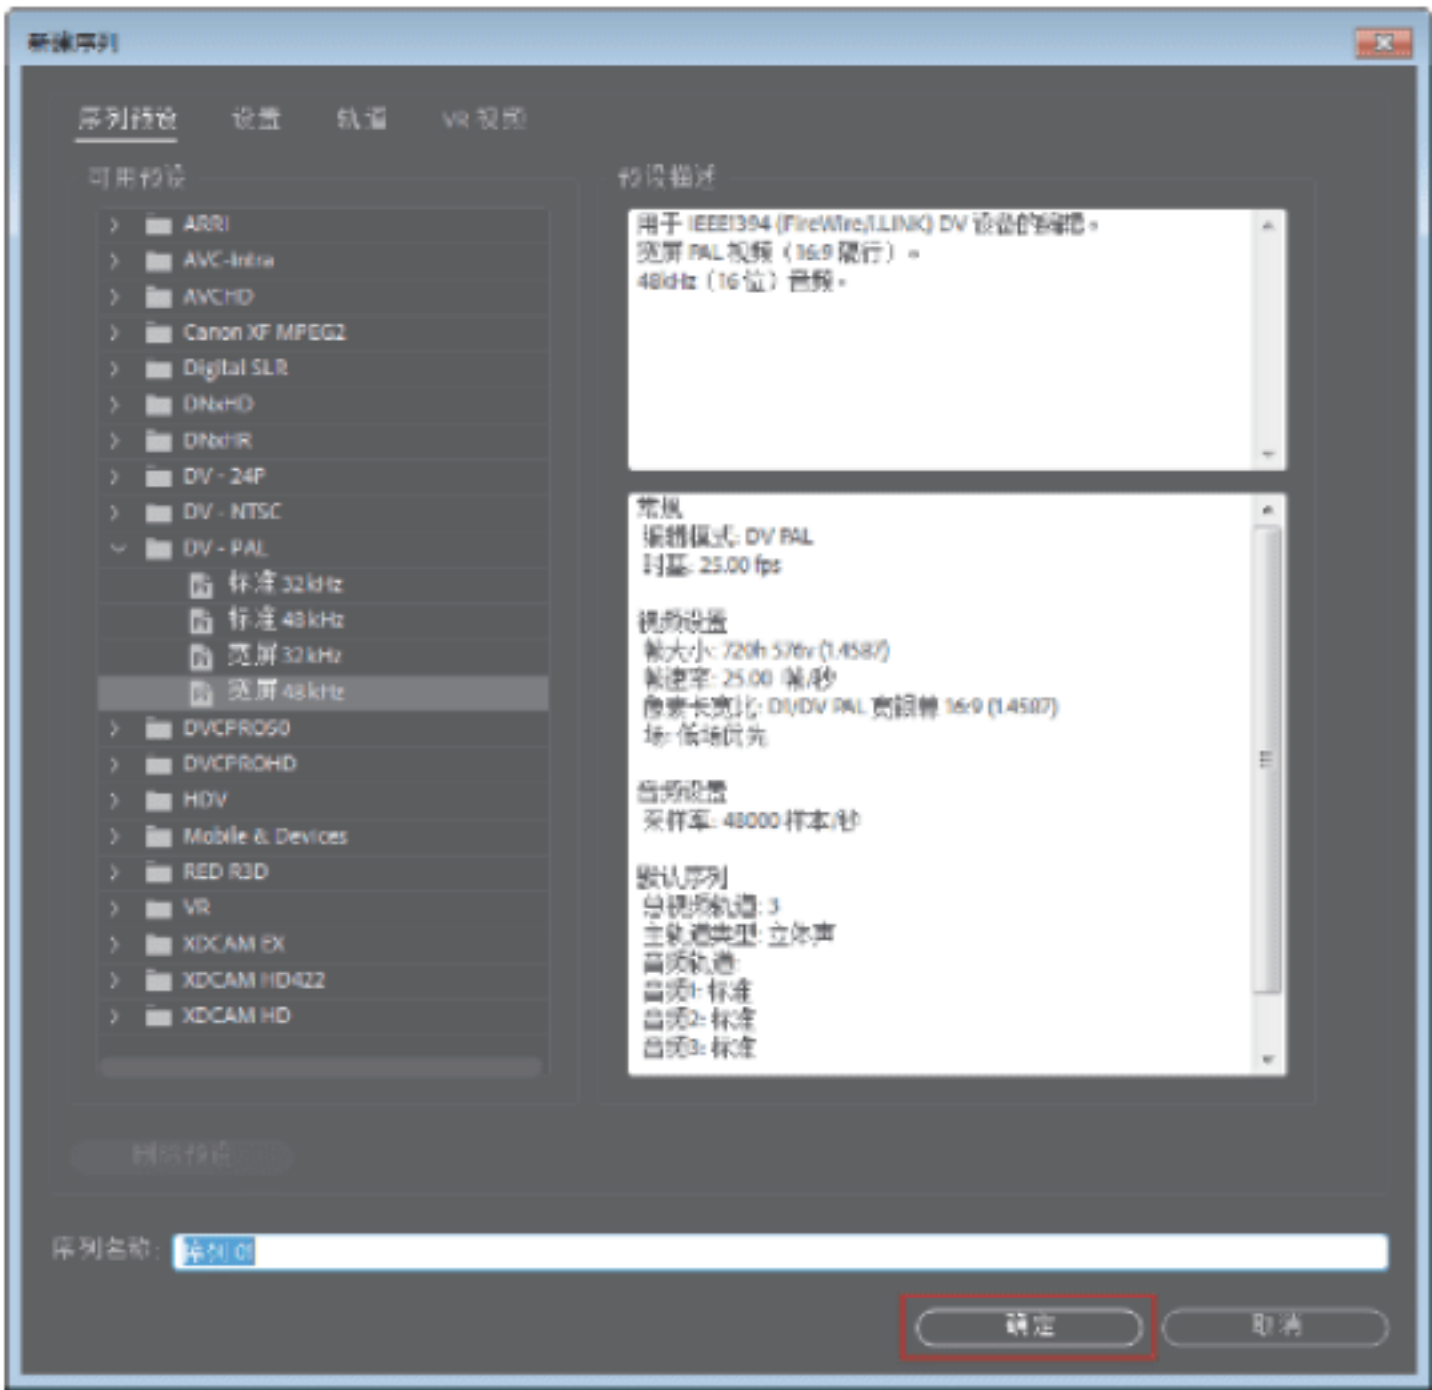 新建序列
序列预设 设置 轨道 VR 视频
可用预设
ARRI
AVC-Intra
AVCHD
Canon XF MPEG2
Digital SLR
DNxHD
DNxHR
DV - 24P
DV - NTSC
DV - PAL
标准 32kHz
标准 48kHz
宽屏 32kHz
宽屏 48kHz
DVCPRO50
DVCPROHD
HDV
Mobile & Devices
RED R3D
VR
XDCAM EX
XDCAM HD422
XDCAM HD
预设描述
用于 IEEE1394 (FireWire/i.LINK) DV 设备的编辑。
宽屏 PAL 视频（16:9 隔行）。
48kHz（16 位）音频。
常规
编辑模式: DV PAL
时基: 25.00 fps
视频设置
帧大小: 720h 576v (1.4587)
帧速率: 25.00 帧/秒
像素长宽比: D1/DV PAL 宽银幕 16:9 (1.4587)
场: 低场优先
音频设置
采样率: 48000 样本/秒
默认序列
总视频轨道: 3
主轨道类型: 立体声
音频轨道:
音频1: 标准
音频2: 标准
音频3: 标准
删除预设
序列名称: 序列 01
确定 取消